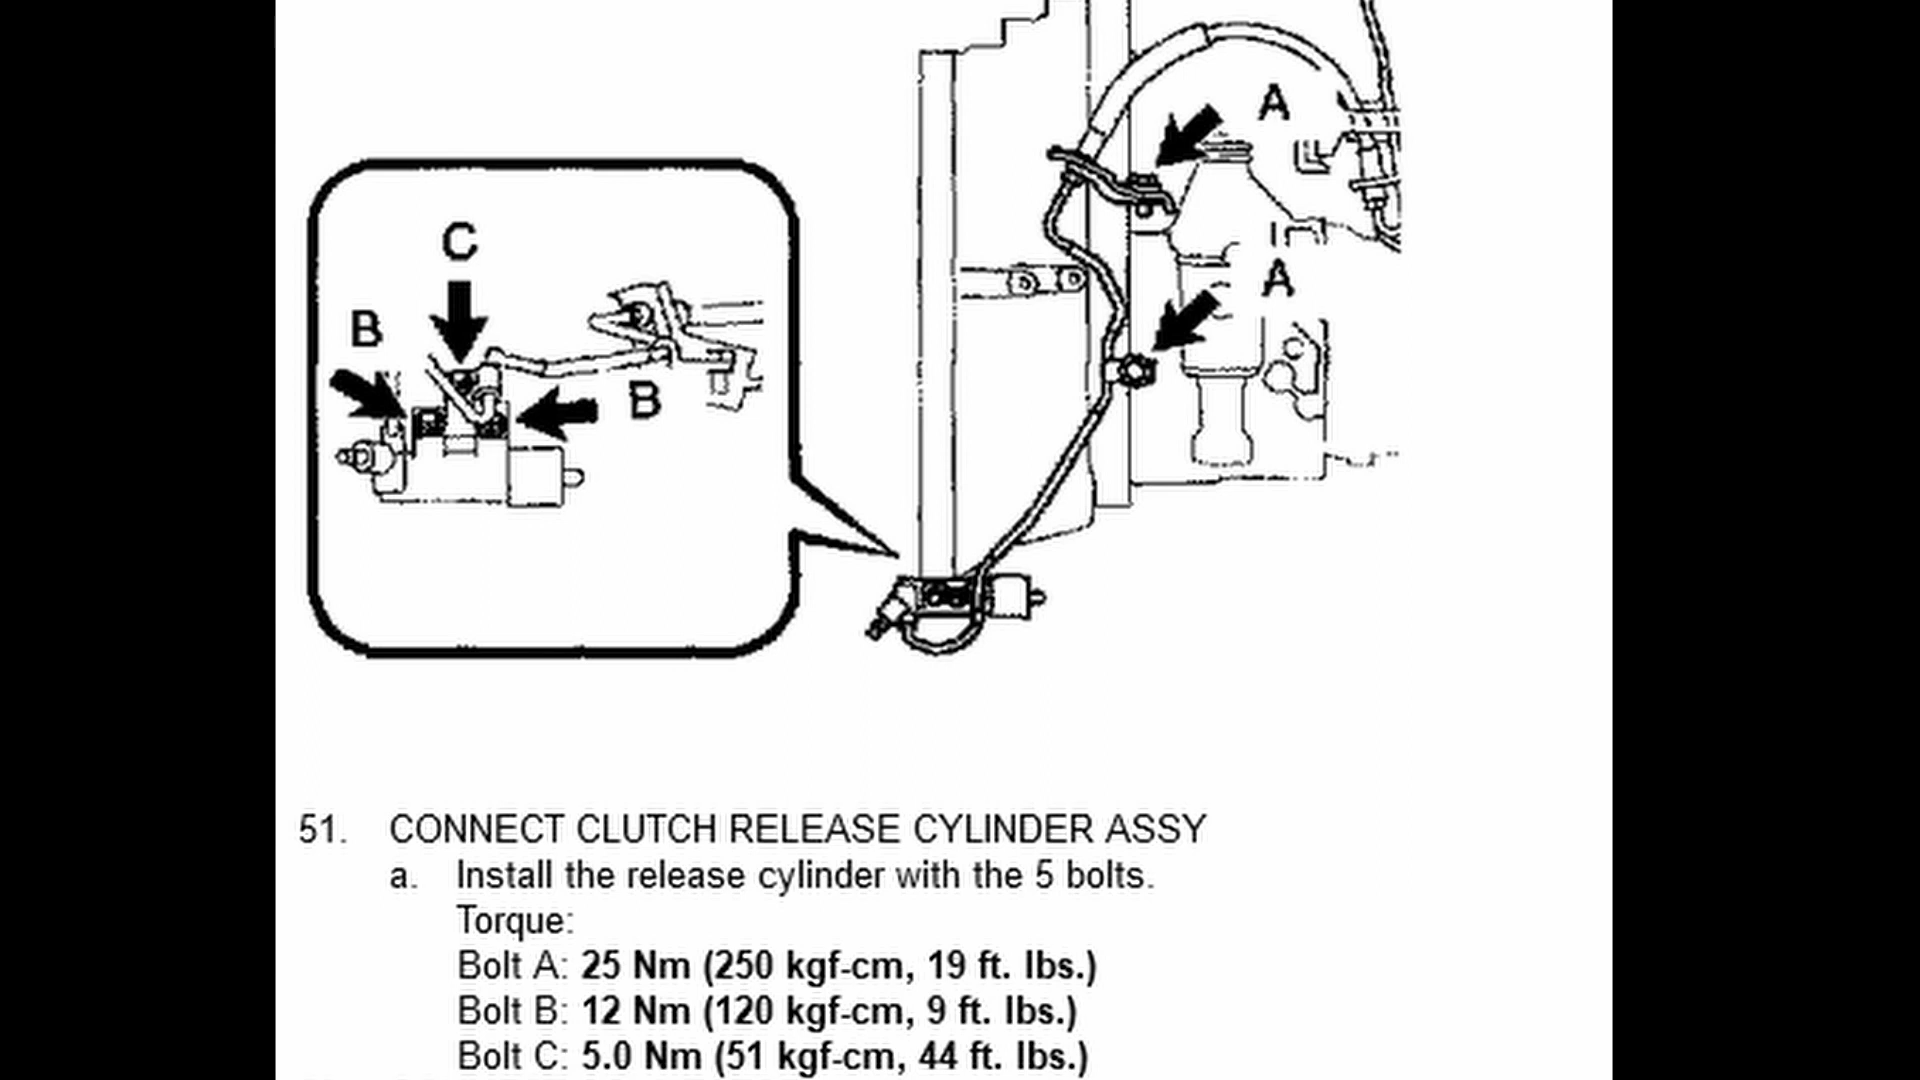 A
A
C
B
B
51. CONNECT CLUTCH RELEASE CYLINDER ASSY
a. Install the release cylinder with the 5 bolts.
Torque:
Bolt A: 25 Nm (250 kgf-cm, 19 ft. lbs.)
Bolt B: 12 Nm (120 kgf-cm, 9 ft. lbs.)
Bolt C: 5.0 Nm (51 kgf-cm, 44 ft. lbs.)